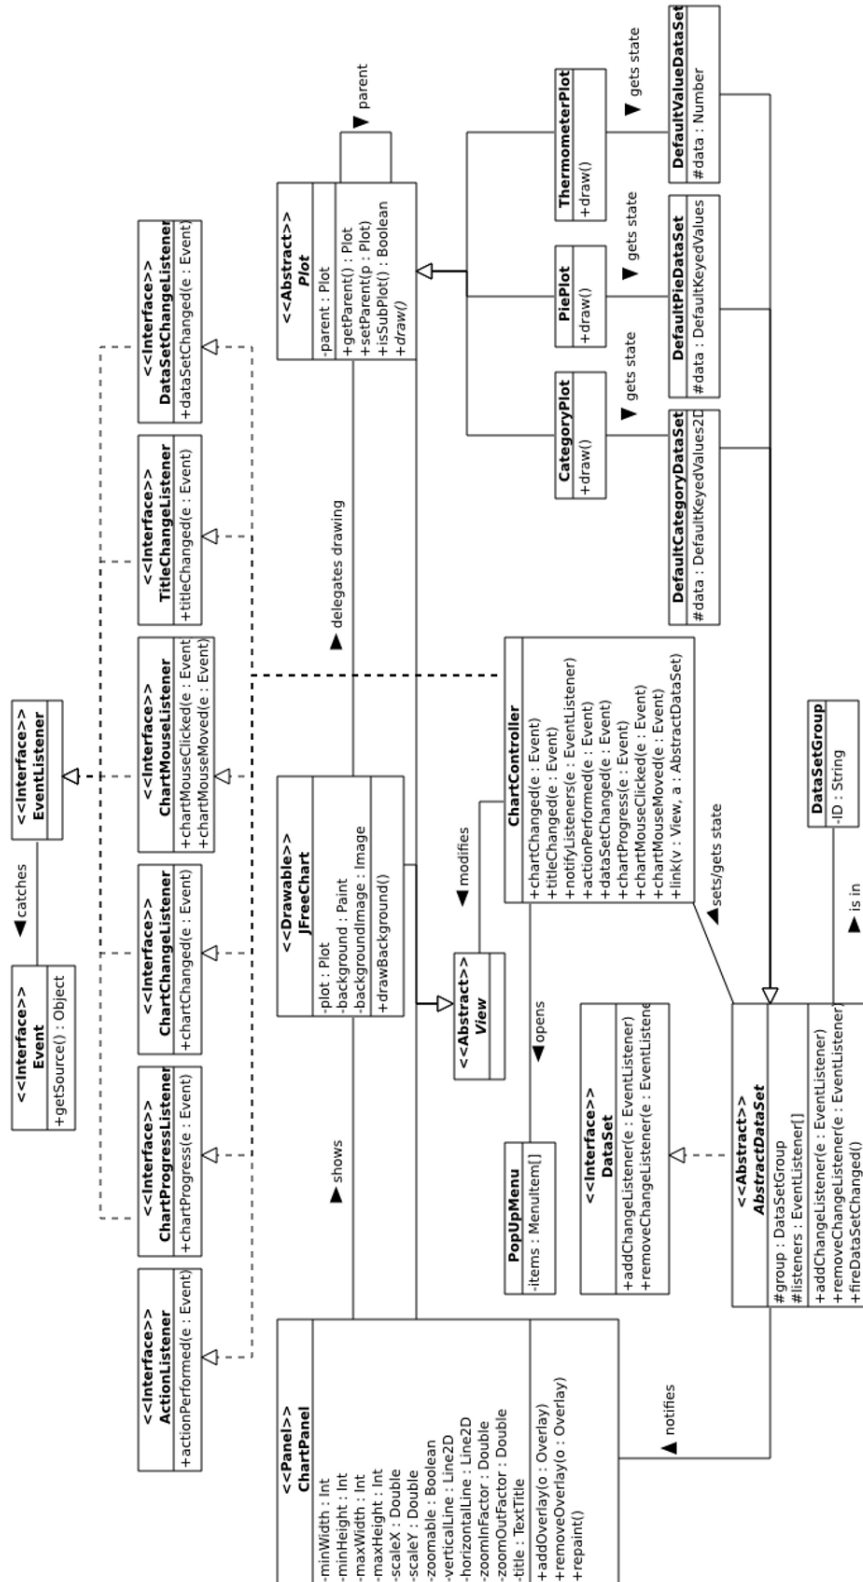 <<Interface>>
Event
+getSource() : Object
catches
<<Interface>>
EventListener
<<Interface>>
ActionListener
+actionPerformed(e : Event)
<<Interface>>
ChartProgressListener
+chartProgress(e : Event)
<<Interface>>
ChartChangeListener
+chartChanged(e : Event)
<<Interface>>
ChartMouseListener
+chartMouseClicked(e : Event
+chartMouseMoved(e : Event)
<<Interface>>
TitleChangeListener
+titleChanged(e : Event)
<<Interface>>
DataSetChangeListener
+dataSetChanged(e : Event)
<<Panel>>
ChartPanel
-minWidth : Int
-minHeight : Int
-maxWidth : Int
-maxHeight : Int
-scaleX : Double
-scaleY : Double
-zoomable : Boolean
-verticalLine : Line2D
-horizontalLine : Line2D
-zoomInFactor : Double
-zoomOutFactor : Double
-title : TextTitle
+addOverlay(o : Overlay)
+removeOverlay(o : Overlay)
+repaint()
shows
<<Drawable>>
JFreeChart
-plot : Plot
-background : Paint
-backgroundImage : Image
+drawBackground()
delegates drawing
<<Abstract>>
Plot
-parent : Plot
+getParent() : Plot
+setParent(p : Plot)
+isSubPlot() : Boolean
+draw()
parent
<<Abstract>>
View
modifies
PopUpMenu
-items : MenuItem[]
opens
ChartController
+chartChanged(e : Event)
+titleChanged(e : Event)
+notifyListeners(e : EventListener)
+actionPerformed(e : Event)
+dataSetChanged(e : Event)
+chartProgress(e : Event)
+chartMouseClicked(e : Event)
+chartMouseMoved(e : Event)
+link(v : View, a : AbstractDataSet)
CategoryPlot
+draw()
PiePlot
+draw()
ThermometerPlot
+draw()
gets state
gets state
gets state
<<Interface>>
DataSet
+addChangeListener(e : EventListener)
+removeChangeListener(e : EventListene
DefaultCategoryDataSet
#data : DefaultKeyedValues2D
DefaultPieDataSet
#data : DefaultKeyedValues
DefaultValueDataSet
#data : Number
notifies
sets/gets state
<<Abstract>>
AbstractDataSet
#group : DataSetGroup
#listeners : EventListener[]
+addChangeListener(e : EventListener)
+removeChangeListener(e : EventListener)
+fireDataSetChanged()
is in
DataSetGroup
-ID : String